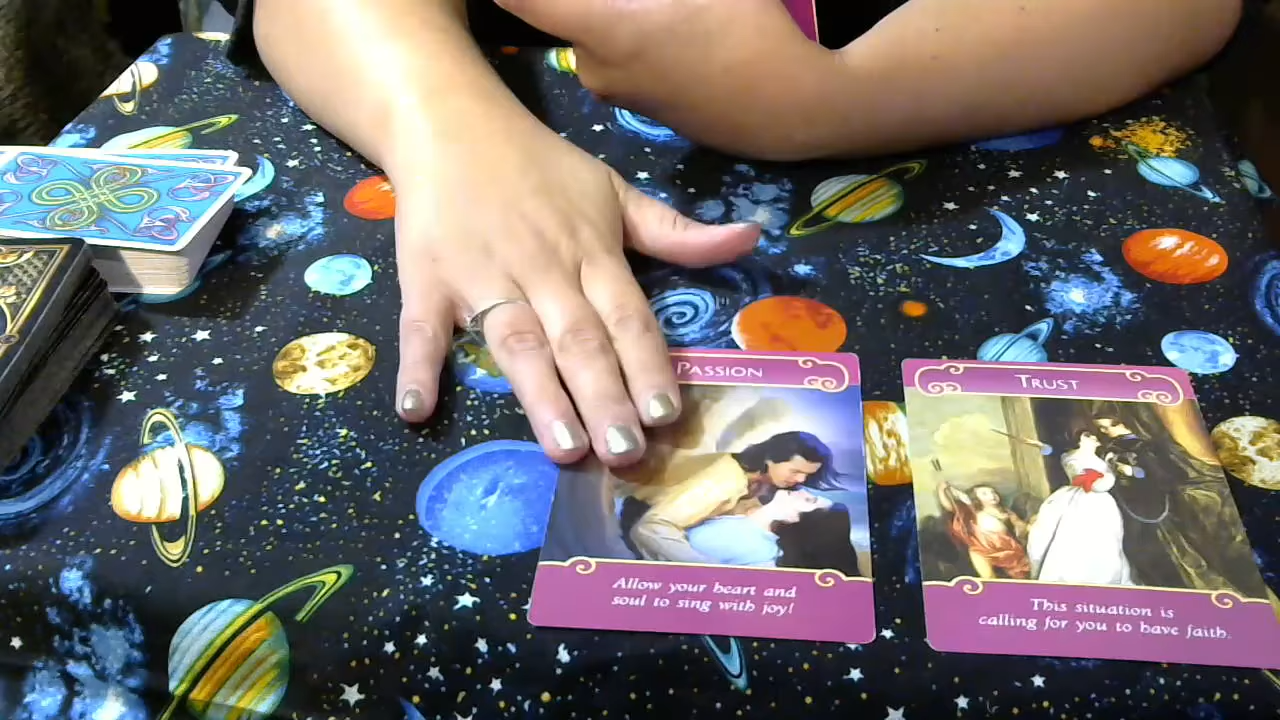 PASSION
Allow your heart and
soul to sing with joy!
TRUST
This situation is
calling for you to have faith.